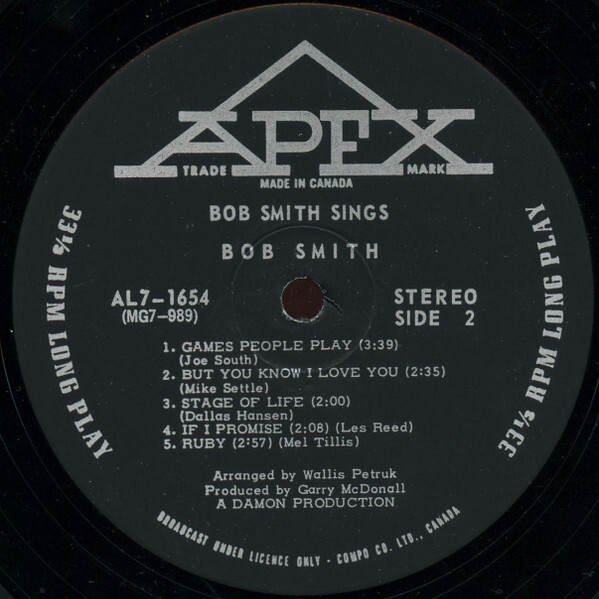 APEX
TRADE MARK
MADE IN CANADA
BOB SMITH SINGS
BOB SMITH
33⅓ RPM LONG PLAY
AL7-1654
(MG7-989)
STEREO
SIDE 2
33⅓ RPM LONG PLAY
1. GAMES PEOPLE PLAY (3:39)
(Joe South)
2. BUT YOU KNOW I LOVE YOU (2:35)
(Mike Settle)
3. STAGE OF LIFE (2:00)
(Dallas Hansen)
4. IF I PROMISE (2:08) (Les Reed)
5. RUBY (2:57) (Mel Tillis)
Arranged by Wallis Petruk
Produced by Garry McDonall
A DAMON PRODUCTION
BROADCAST UNDER LICENCE ONLY - COMPO CO. LTD., CANADA